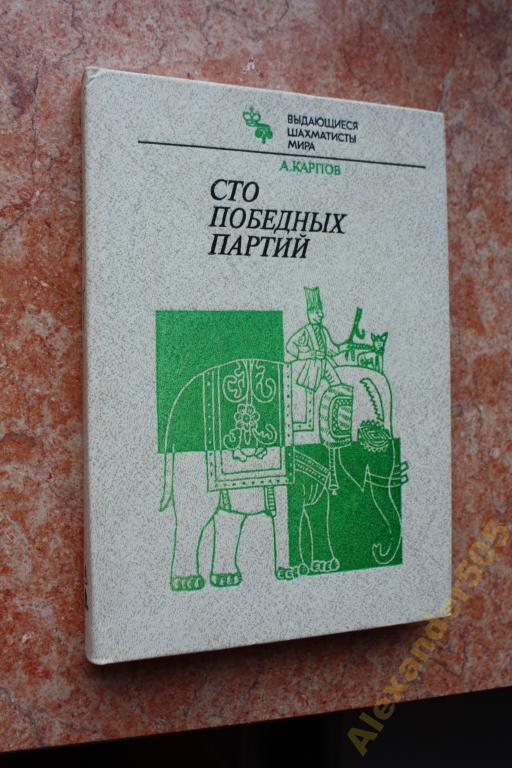 ВЫДАЮЩИЕСЯ
ШАХМАТИСТЫ
МИРА
А.КАРПОВ
СТО
ПОБЕДНЫХ
ПАРТИЙ
Alexander505